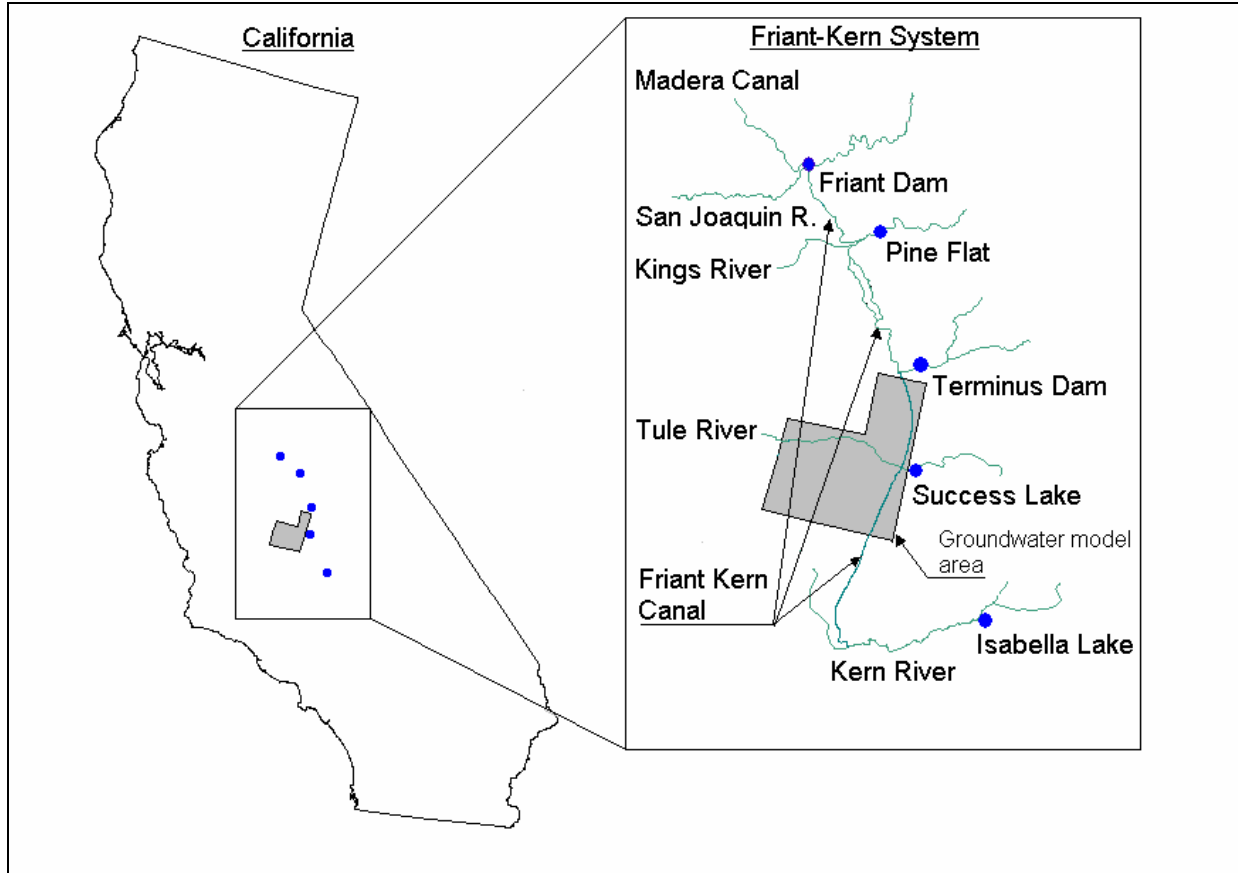 California
Friant-Kern System
Madera Canal
Friant Dam
San Joaquin R.
Pine Flat
Kings River
Terminus Dam
Tule River
Success Lake
Groundwater model
area
Friant Kern
Canal
Isabella Lake
Kern River